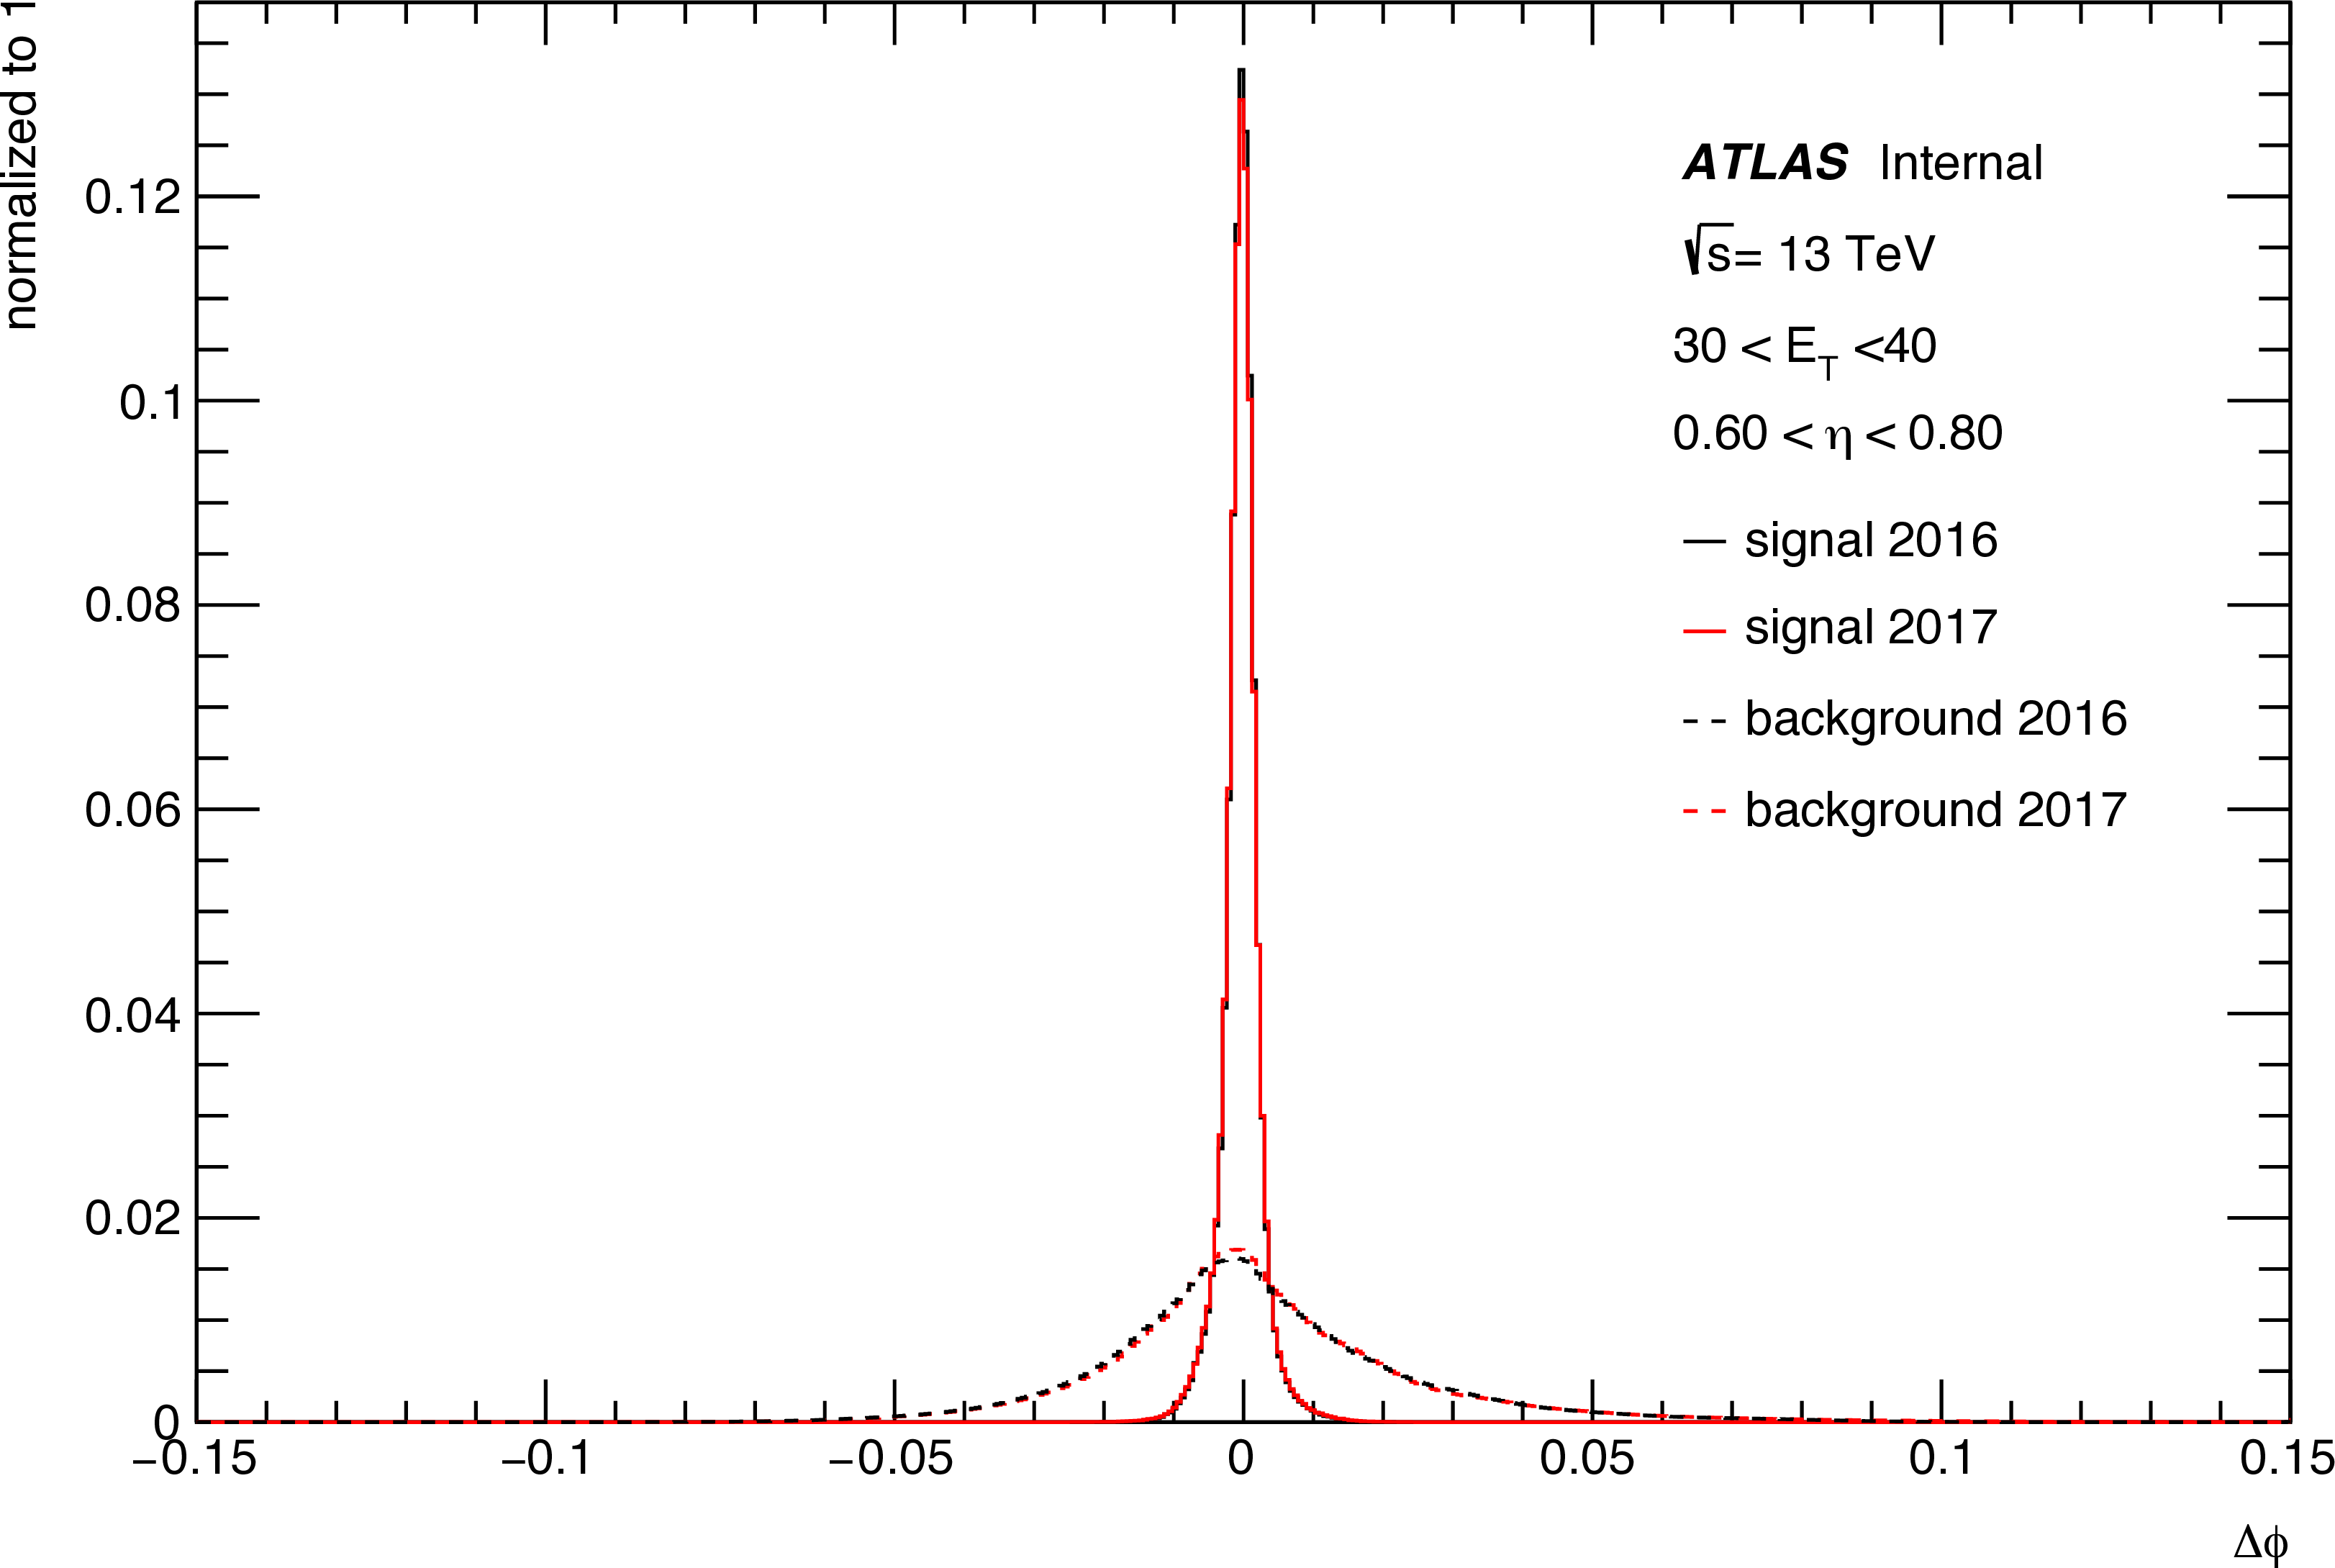 normalized to 1
0.12
0.1
0.08
0.06
0.04
0.02
0
ATLAS Internal
√s= 13 TeV
30 < E_T <40
0.60 < η < 0.80
signal 2016
signal 2017
background 2016
background 2017
−0.15 −0.1 −0.05 0 0.05 0.1 0.15
Δϕ